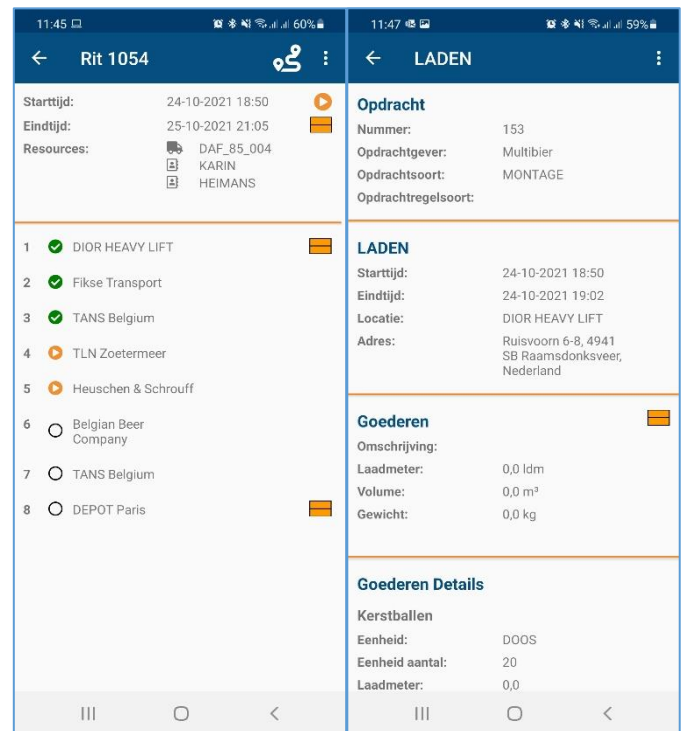 11:45
60%
Rit 1054
Starttijd: 24-10-2021 18:50
Eindtijd: 25-10-2021 21:05
Resources: DAF_85_004
KARIN
HEIMANS
1 DIOR HEAVY LIFT
2 Fikse Transport
3 TANS Belgium
4 TLN Zoetermeer
5 Heuschen & Schrouff
6 Belgian Beer
Company
7 TANS Belgium
8 DEPOT Paris
11:47
59%
LADEN
Opdracht
Nummer: 153
Opdrachtgever: Multibier
Opdrachtsoort: MONTAGE
Opdrachtregelsoort:
LADEN
Starttijd: 24-10-2021 18:50
Eindtijd: 24-10-2021 19:02
Locatie: DIOR HEAVY LIFT
Adres: Ruisvoorn 6-8, 4941
SB Raamsdonksveer,
Nederland
Goederen
Omschrijving:
Laadmeter: 0,0 ldm
Volume: 0,0 m³
Gewicht: 0,0 kg
Goederen Details
Kerstballen
Eenheid: DOOS
Eenheid aantal: 20
Laadmeter: 0,0